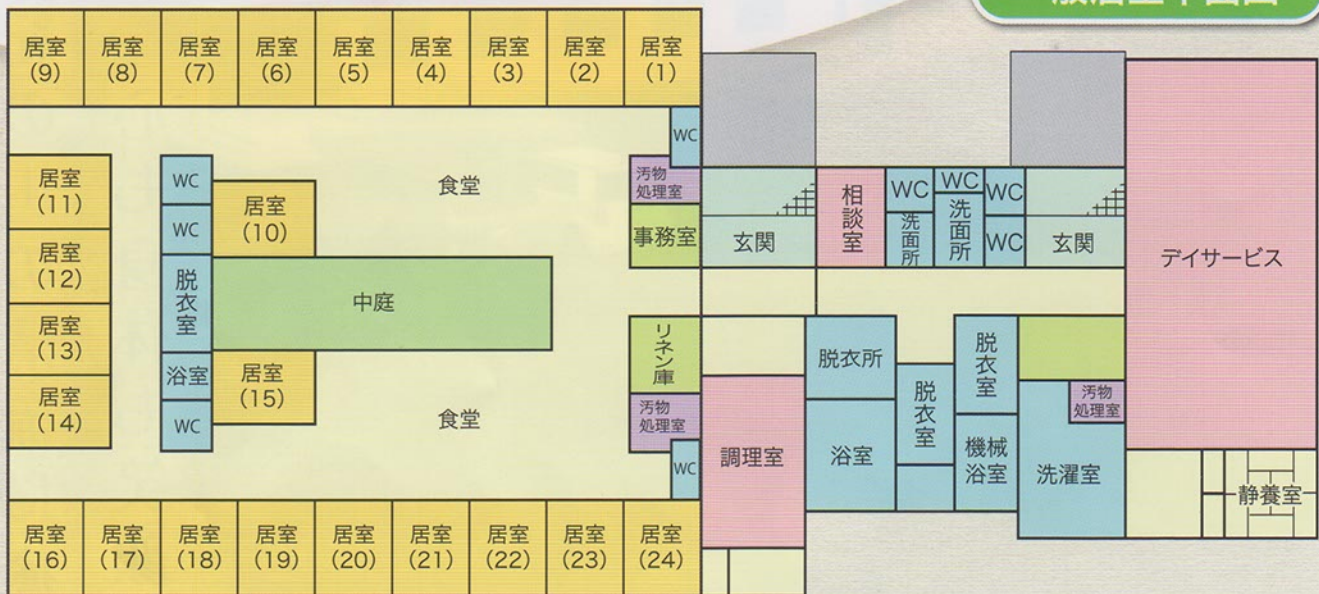 居室
(9)
居室
(8)
居室
(7)
居室
(6)
居室
(5)
居室
(4)
居室
(3)
居室
(2)
居室
(1)
WC
居室
(11)
WC
食堂
汚物
処理室
相談室
WC
WC
WC
居室
(10)
WC
事務室
玄関
洗面所
洗面所
WC
玄関
デイサービス
居室
(12)
脱衣室
中庭
居室
(13)
リネン庫
脱衣所
脱衣室
浴室
居室
(15)
脱衣室
汚物
処理室
居室
(14)
WC
食堂
汚物
処理室
調理室
浴室
機械
浴室
洗濯室
WC
静養室
居室
(16)
居室
(17)
居室
(18)
居室
(19)
居室
(20)
居室
(21)
居室
(22)
居室
(23)
居室
(24)